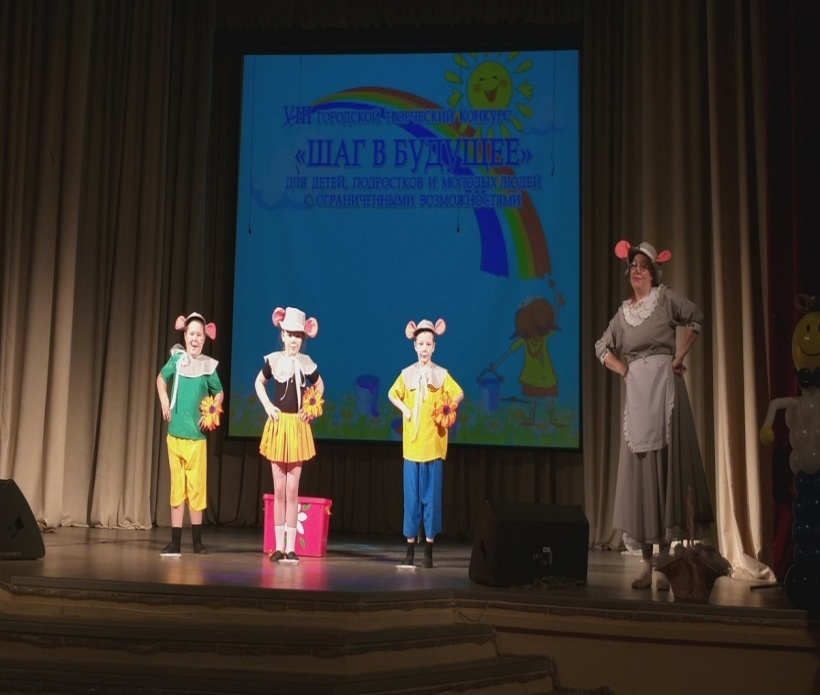 VIII ГОРОДСКОЙ ТВОРЧЕСКИЙ КОНКУРС
«ШАГ В БУДУЩЕЕ»
ДЛЯ ДЕТЕЙ, ПОДРОСТКОВ И МОЛОДЫХ ЛЮДЕЙ
С ОГРАНИЧЕННЫМИ ВОЗМОЖНОСТЯМИ